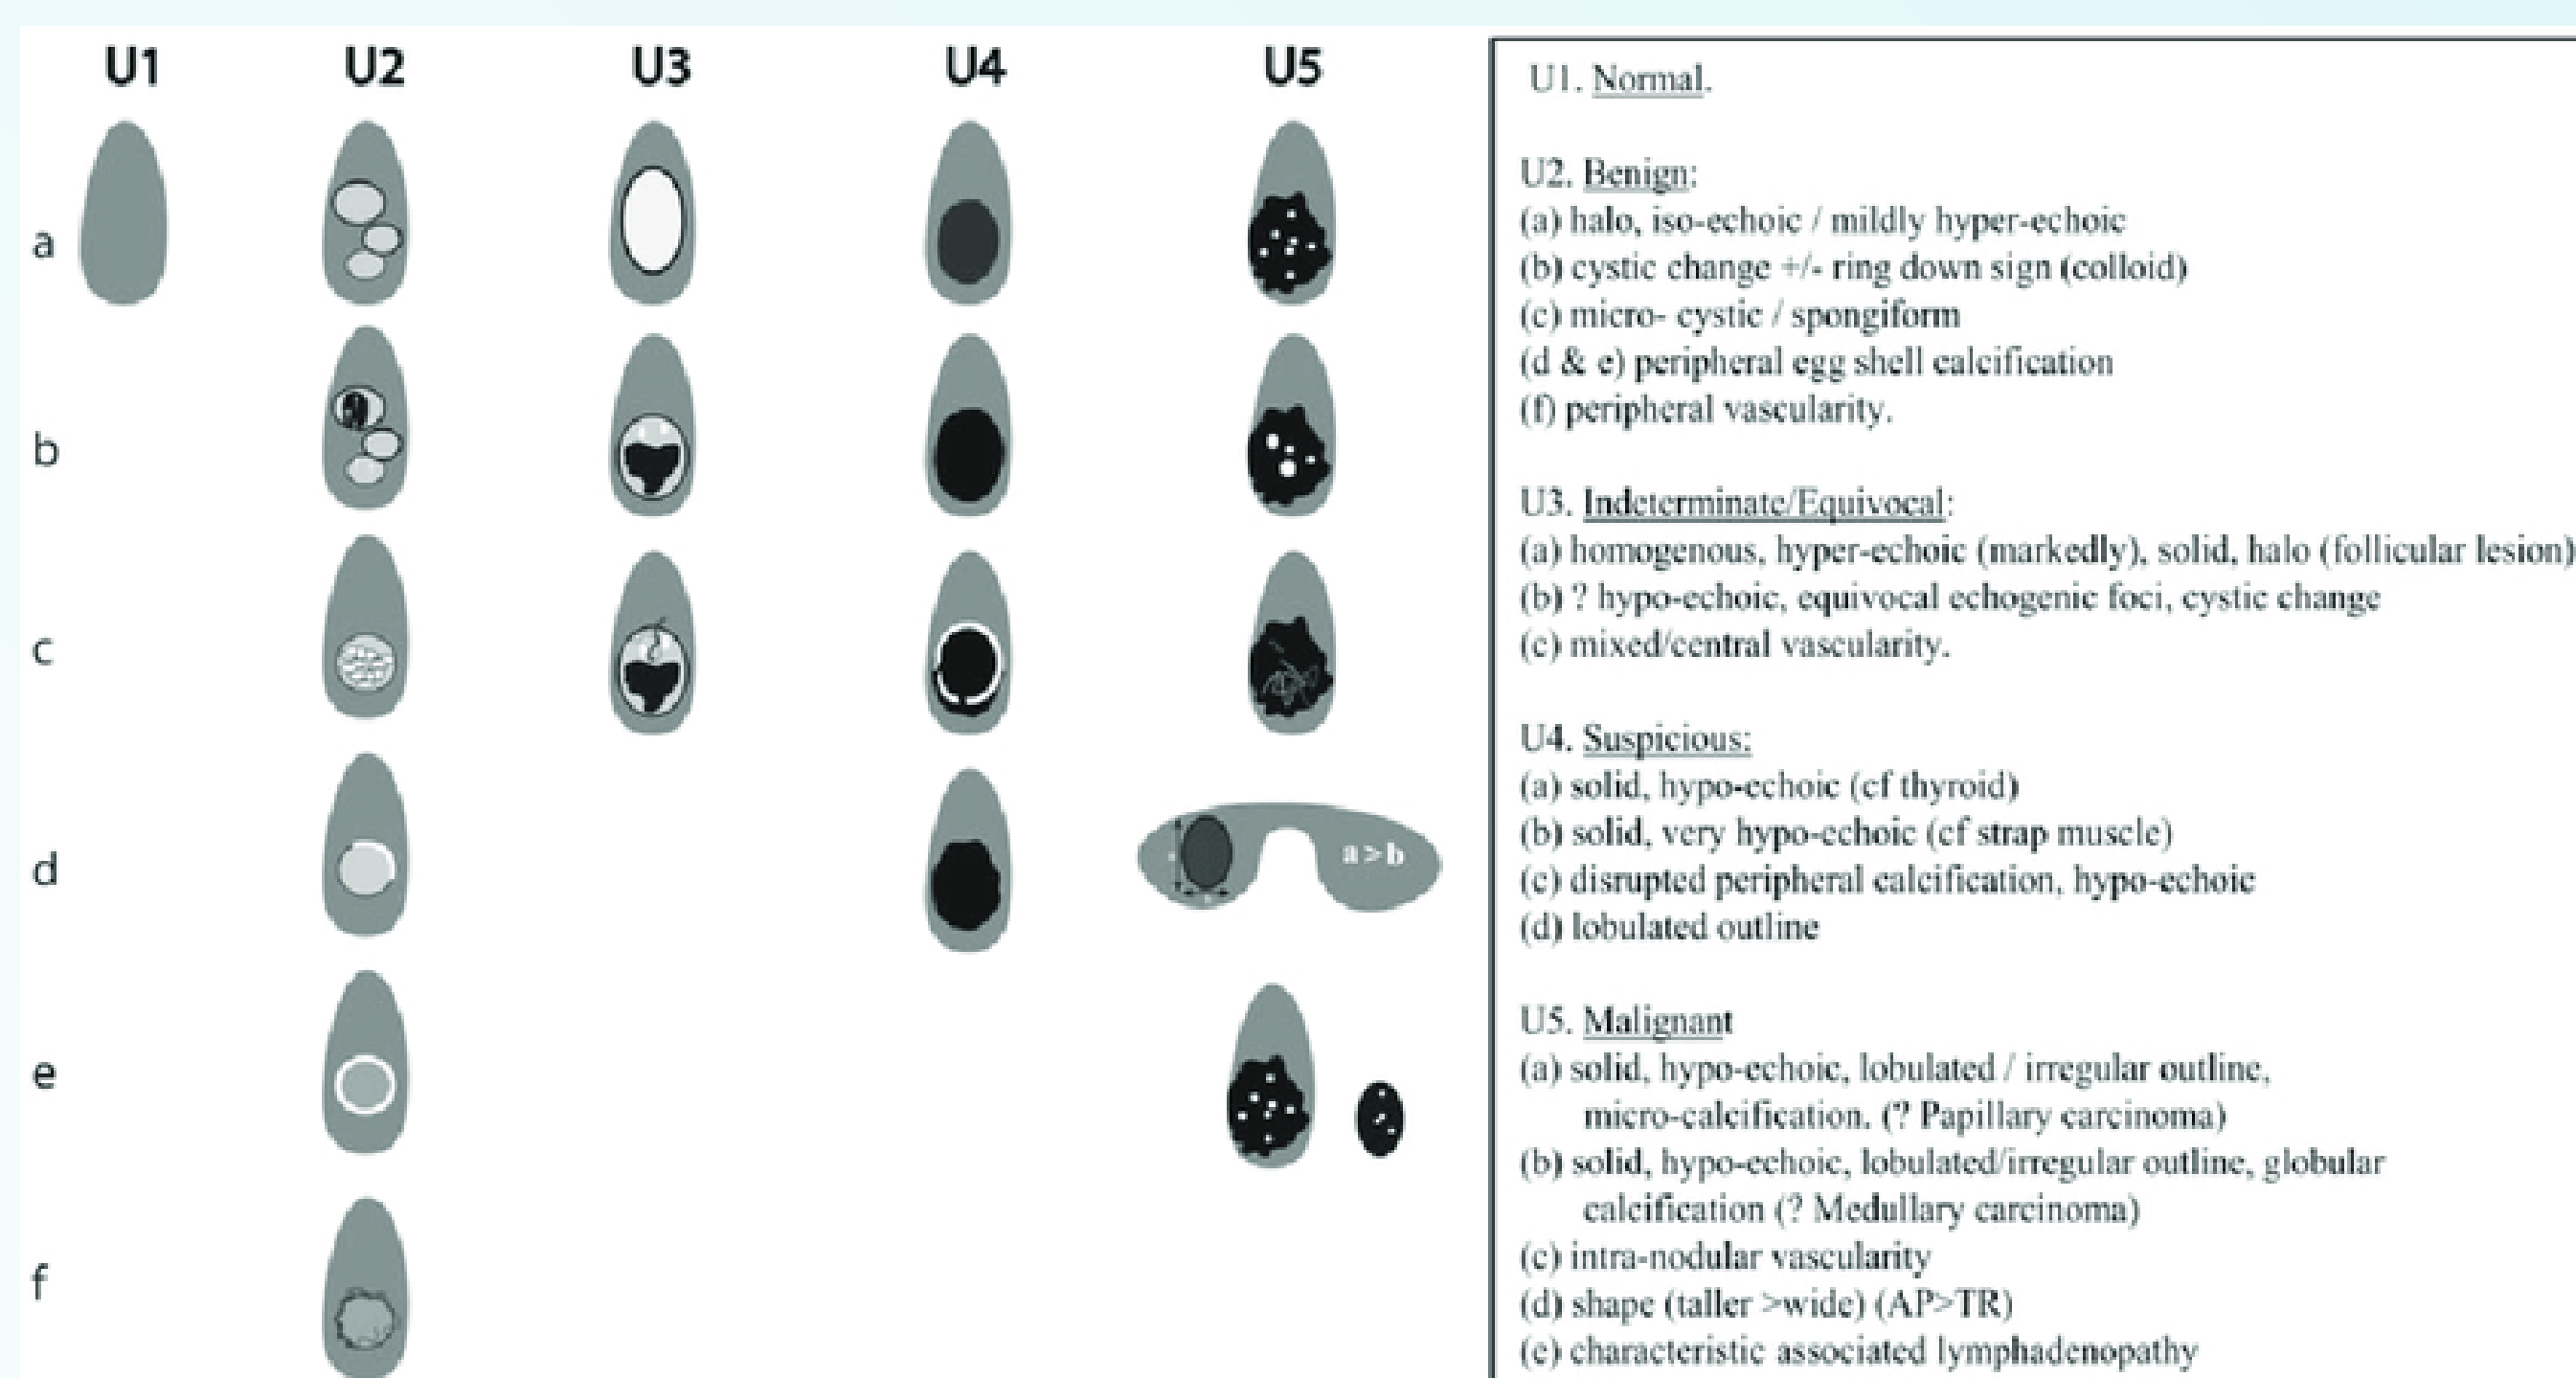 U1 U2 U3 U4 U5
a
b
c
d
a > b
e
f
U1. Normal.
U2. Benign:
(a) halo, iso-echoic / mildly hyper-echoic
(b) cystic change +/- ring down sign (colloid)
(c) micro- cystic / spongiform
(d & e) peripheral egg shell calcification
(f) peripheral vascularity.
U3. Indeterminate/Equivocal:
(a) homogenous, hyper-echoic (markedly), solid, halo (follicular lesion)
(b) ? hypo-echoic, equivocal echogenic foci, cystic change
(c) mixed/central vascularity.
U4. Suspicious:
(a) solid, hypo-echoic (cf thyroid)
(b) solid, very hypo-echoic (cf strap muscle)
(c) disrupted peripheral calcification, hypo-echoic
(d) lobulated outline
U5. Malignant
(a) solid, hypo-echoic, lobulated / irregular outline,
micro-calcification. (? Papillary carcinoma)
(b) solid, hypo-echoic, lobulated/irregular outline, globular
calcification (? Medullary carcinoma)
(c) intra-nodular vascularity
(d) shape (taller >wide) (AP>TR)
(e) characteristic associated lymphadenopathy